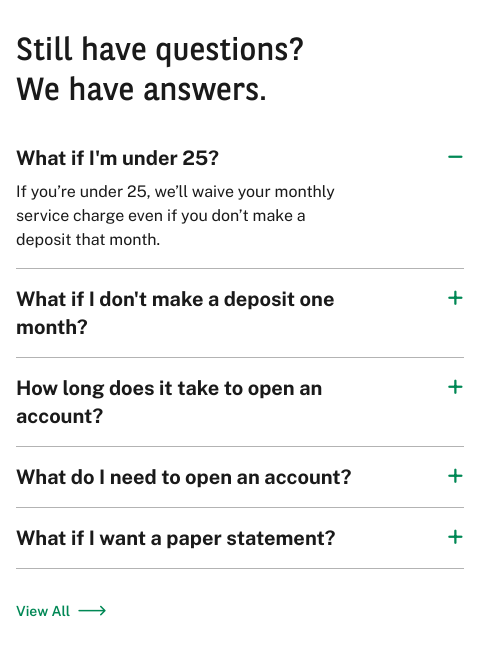 Still have questions?
We have answers.
What if I'm under 25?
If you’re under 25, we’ll waive your monthly
service charge even if you don’t make a
deposit that month.
What if I don't make a deposit one
month?
How long does it take to open an
account?
What do I need to open an account?
What if I want a paper statement?
View All